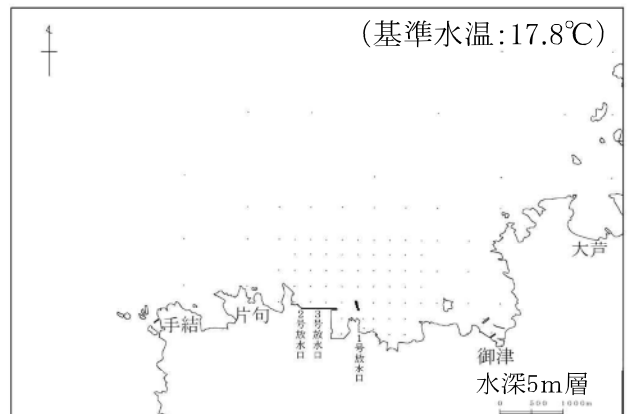 (基準水温:17.8℃)
大芦
手結
片句
2号放水口
3号放水口
1号放水口
御津
水深5m層
0 500 1000m